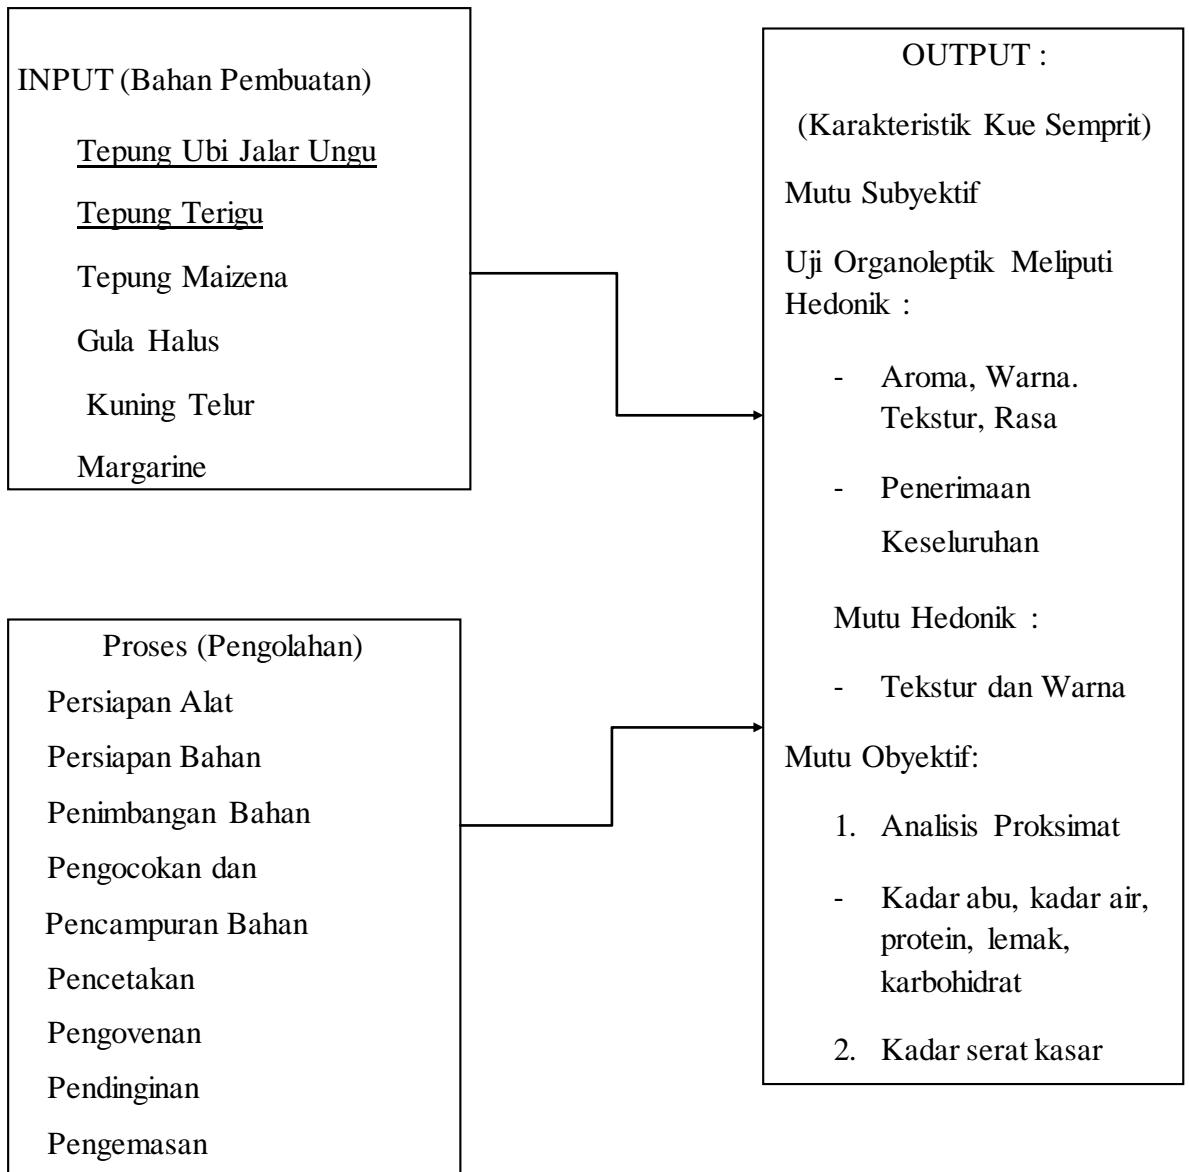 INPUT (Bahan Pembuatan)
Tepung Ubi Jalar Ungu
Tepung Terigu
Tepung Maizena
Gula Halus
Kuning Telur
Margarine
Proses (Pengolahan)
Persiapan Alat
Persiapan Bahan
Penimbangan Bahan
Pengocokan dan
Pencampuran Bahan
Pencetakan
Pengovenan
Pendinginan
Pengemasan
OUTPUT :
(Karakteristik Kue Semprit)
Mutu Subyektif
Uji Organoleptik Meliputi
Hedonik :
- Aroma, Warna.
Tekstur, Rasa
- Penerimaan
Keseluruhan
Mutu Hedonik :
- Tekstur dan Warna
Mutu Obyektif:
1. Analisis Proksimat
- Kadar abu, kadar air,
protein, lemak,
karbohidrat
2. Kadar serat kasar